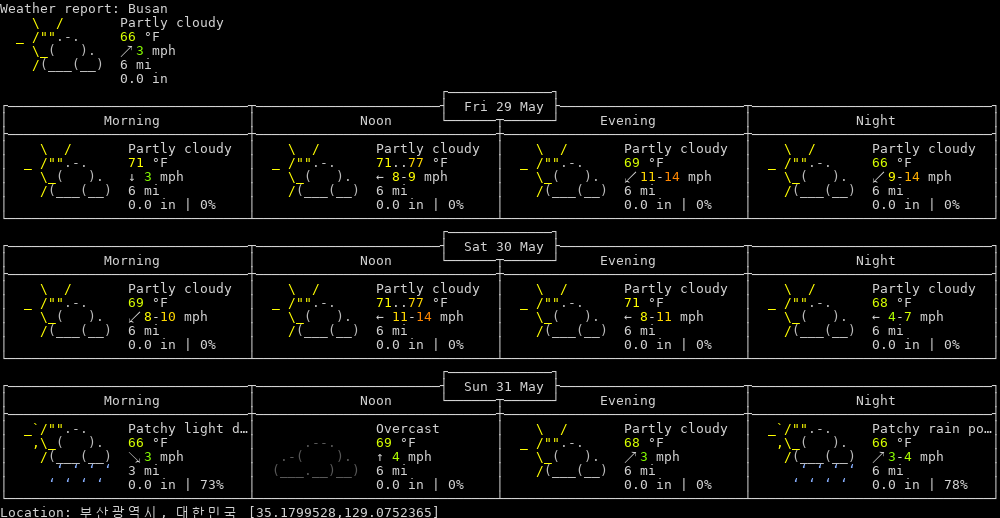 Weather report: Busan
Partly cloudy
66 °F
↗ 3 mph
6 mi
0.0 in
Fri 29 May
Morning Noon Evening Night
Partly cloudy Partly cloudy Partly cloudy Partly cloudy
71 °F 71..77 °F 69 °F 66 °F
↓ 3 mph ← 8-9 mph ↙ 11-14 mph ↙ 9-14 mph
6 mi 6 mi 6 mi 6 mi
0.0 in | 0% 0.0 in | 0% 0.0 in | 0% 0.0 in | 0%
Sat 30 May
Morning Noon Evening Night
Partly cloudy Partly cloudy Partly cloudy Partly cloudy
69 °F 71..77 °F 71 °F 68 °F
↙ 8-10 mph ← 11-14 mph ← 8-11 mph ← 4-7 mph
6 mi 6 mi 6 mi 6 mi
0.0 in | 0% 0.0 in | 0% 0.0 in | 0% 0.0 in | 0%
Sun 31 May
Morning Noon Evening Night
Patchy light d… Overcast Partly cloudy Patchy rain po…
66 °F 69 °F 68 °F 66 °F
↘ 3 mph ↑ 4 mph ↗ 3 mph ↗ 3-4 mph
3 mi 6 mi 6 mi 6 mi
0.0 in | 73% 0.0 in | 0% 0.0 in | 0% 0.0 in | 78%
Location: 부산광역시, 대한민국 [35.1799528,129.0752365]